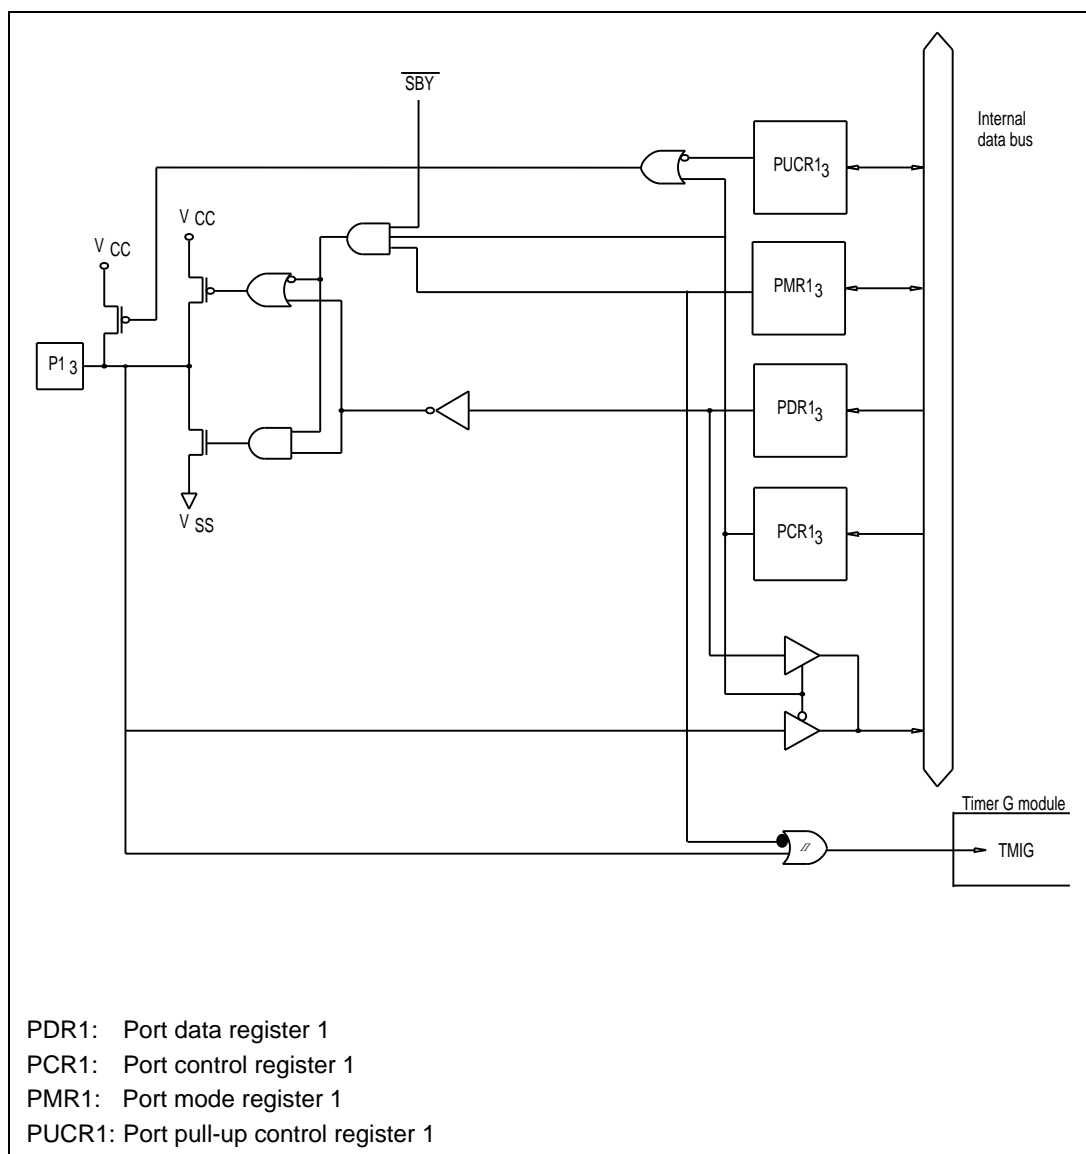 SBY
Internal
data bus
PUCR1₃
V CC
V CC
PMR1₃
P1 ₃
PDR1₃
V SS
PCR1₃
Timer G module
TMIG
PDR1: Port data register 1
PCR1: Port control register 1
PMR1: Port mode register 1
PUCR1: Port pull-up control register 1